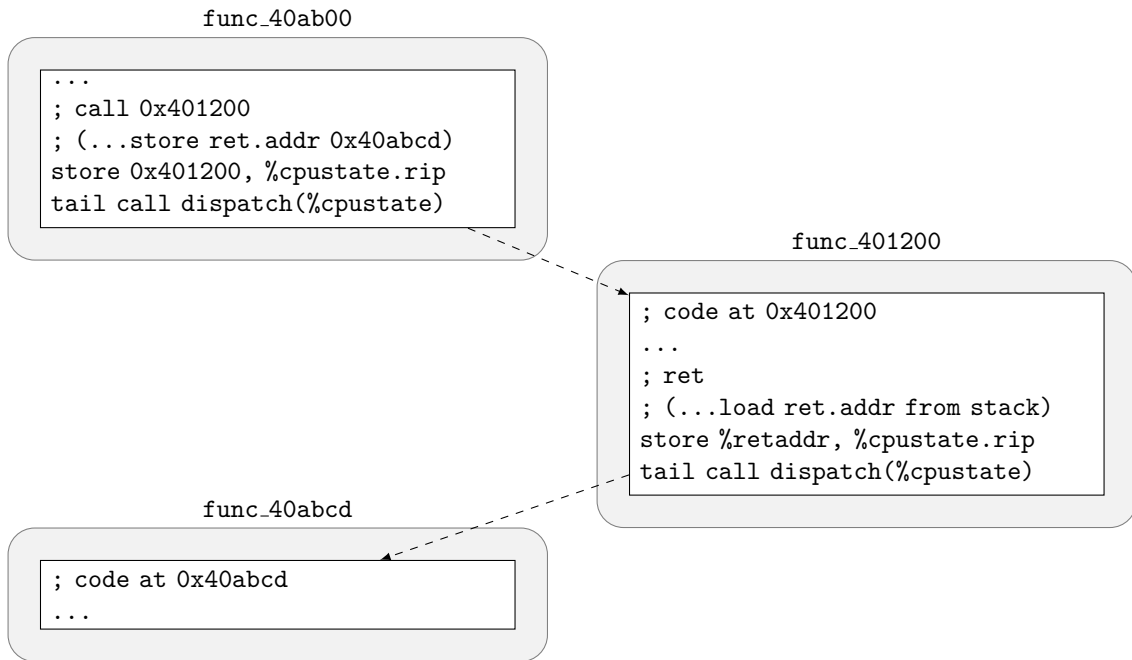 func_40ab00
...
; call 0x401200
; (...store ret.addr 0x40abcd)
store 0x401200, %cpustate.rip
tail call dispatch(%cpustate)
func_401200
; code at 0x401200
...
; ret
; (...load ret.addr from stack)
store %retaddr, %cpustate.rip
tail call dispatch(%cpustate)
func_40abcd
; code at 0x40abcd
...